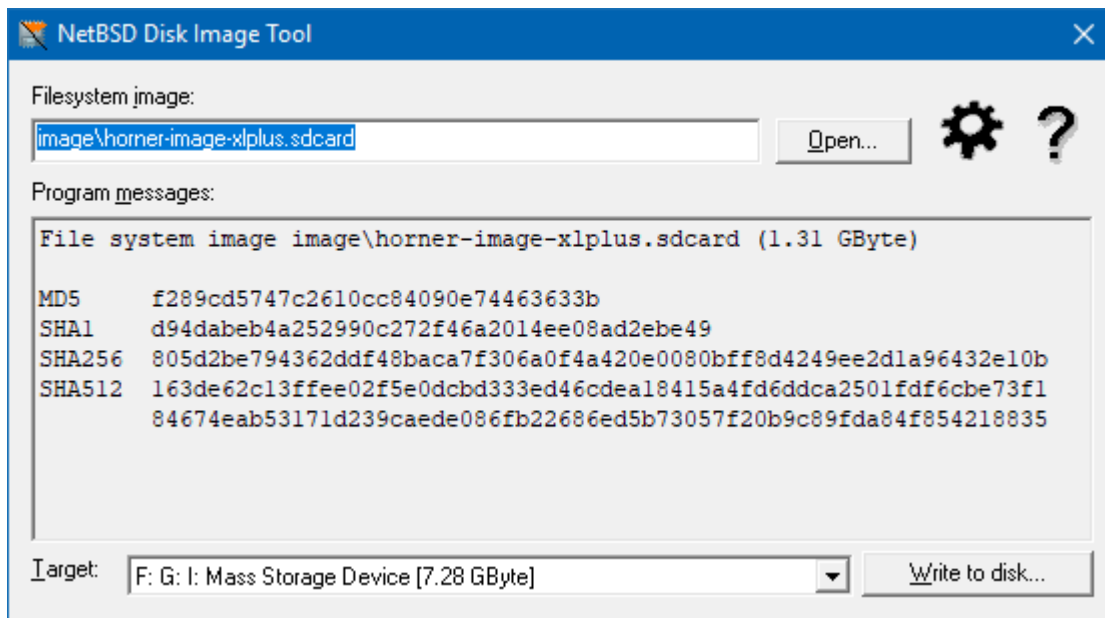 NetBSD Disk Image Tool
Filesystem image:
image\horner-image-xlplus.sdcard
Open...
Program messages:
File system image image\horner-image-xlplus.sdcard (1.31 GByte)
MD5 f289cd5747c2610cc84090e74463633b
SHA1 d94dabeb4a252990c272f46a2014ee08ad2ebe49
SHA256 805d2be794362ddf48baca7f306a0f4a420e0080bff8d4249ee2d1a96432e10b
SHA512 163de62c13ffee02f5e0dcbd333ed46cdea18415a4fd6ddca2501fdf6cbe73f1
84674eab53171d239caede086fb22686ed5b73057f20b9c89fda84f854218835
Target:
F: G: I: Mass Storage Device [7.28 GByte]
Write to disk...